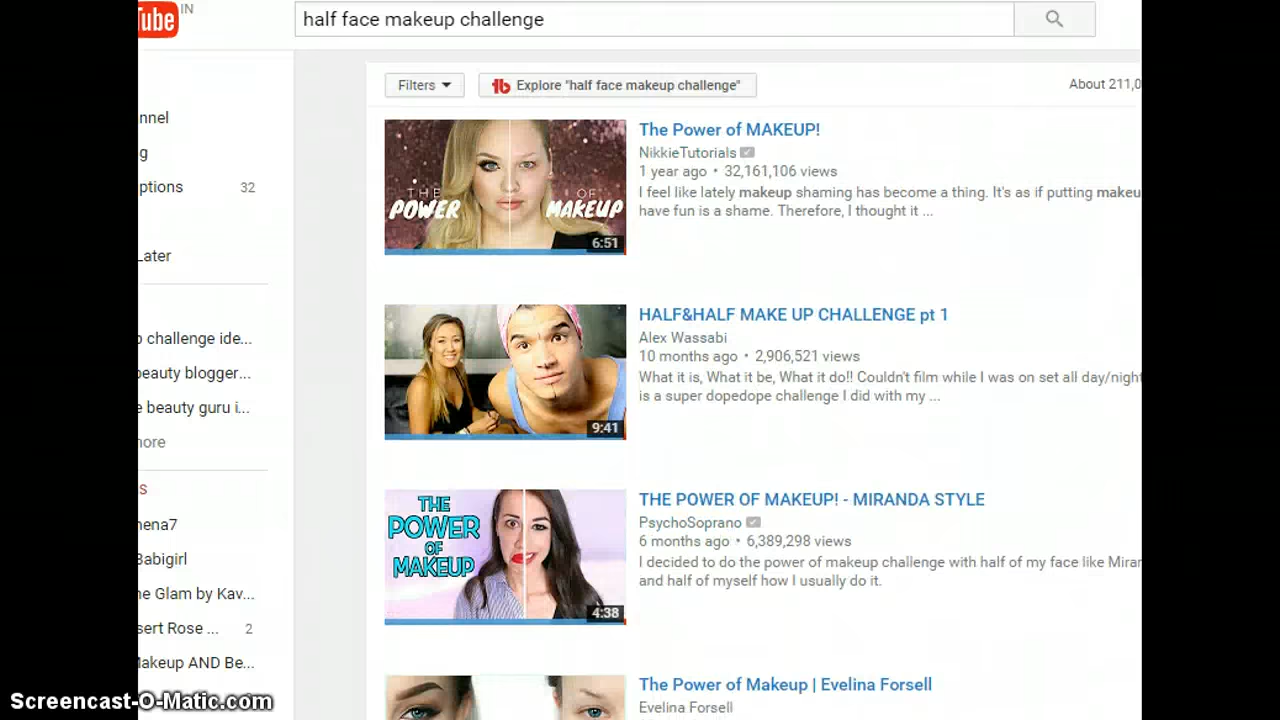 Tube IN
half face makeup challenge
Filters
Explore "half face makeup challenge"
About 211,0
nnel
g
ptions 32
Later
challenge ide...
beauty blogger...
e beauty guru i...
ore
S
nena7
Babigirl
ne Glam by Kav...
sert Rose ... 2
Makeup AND Be...
THE POWER OF MAKEUP
6:51
The Power of MAKEUP!
NikkieTutorials
1 year ago • 32,161,106 views
I feel like lately makeup shaming has become a thing. It's as if putting makeu
have fun is a shame. Therefore, I thought it ...
9:41
HALF&HALF MAKE UP CHALLENGE pt 1
Alex Wassabi
10 months ago • 2,906,521 views
What it is, What it be, What it do!! Couldn't film while I was on set all day/night
is a super dopedope challenge I did with my ...
THE
POWER
OF
MAKEUP
4:38
THE POWER OF MAKEUP! - MIRANDA STYLE
PsychoSoprano
6 months ago • 6,389,298 views
I decided to do the power of makeup challenge with half of my face like Mirar
and half of myself how I usually do it.
The Power of Makeup | Evelina Forsell
Evelina Forsell
Screencast-O-Matic.com